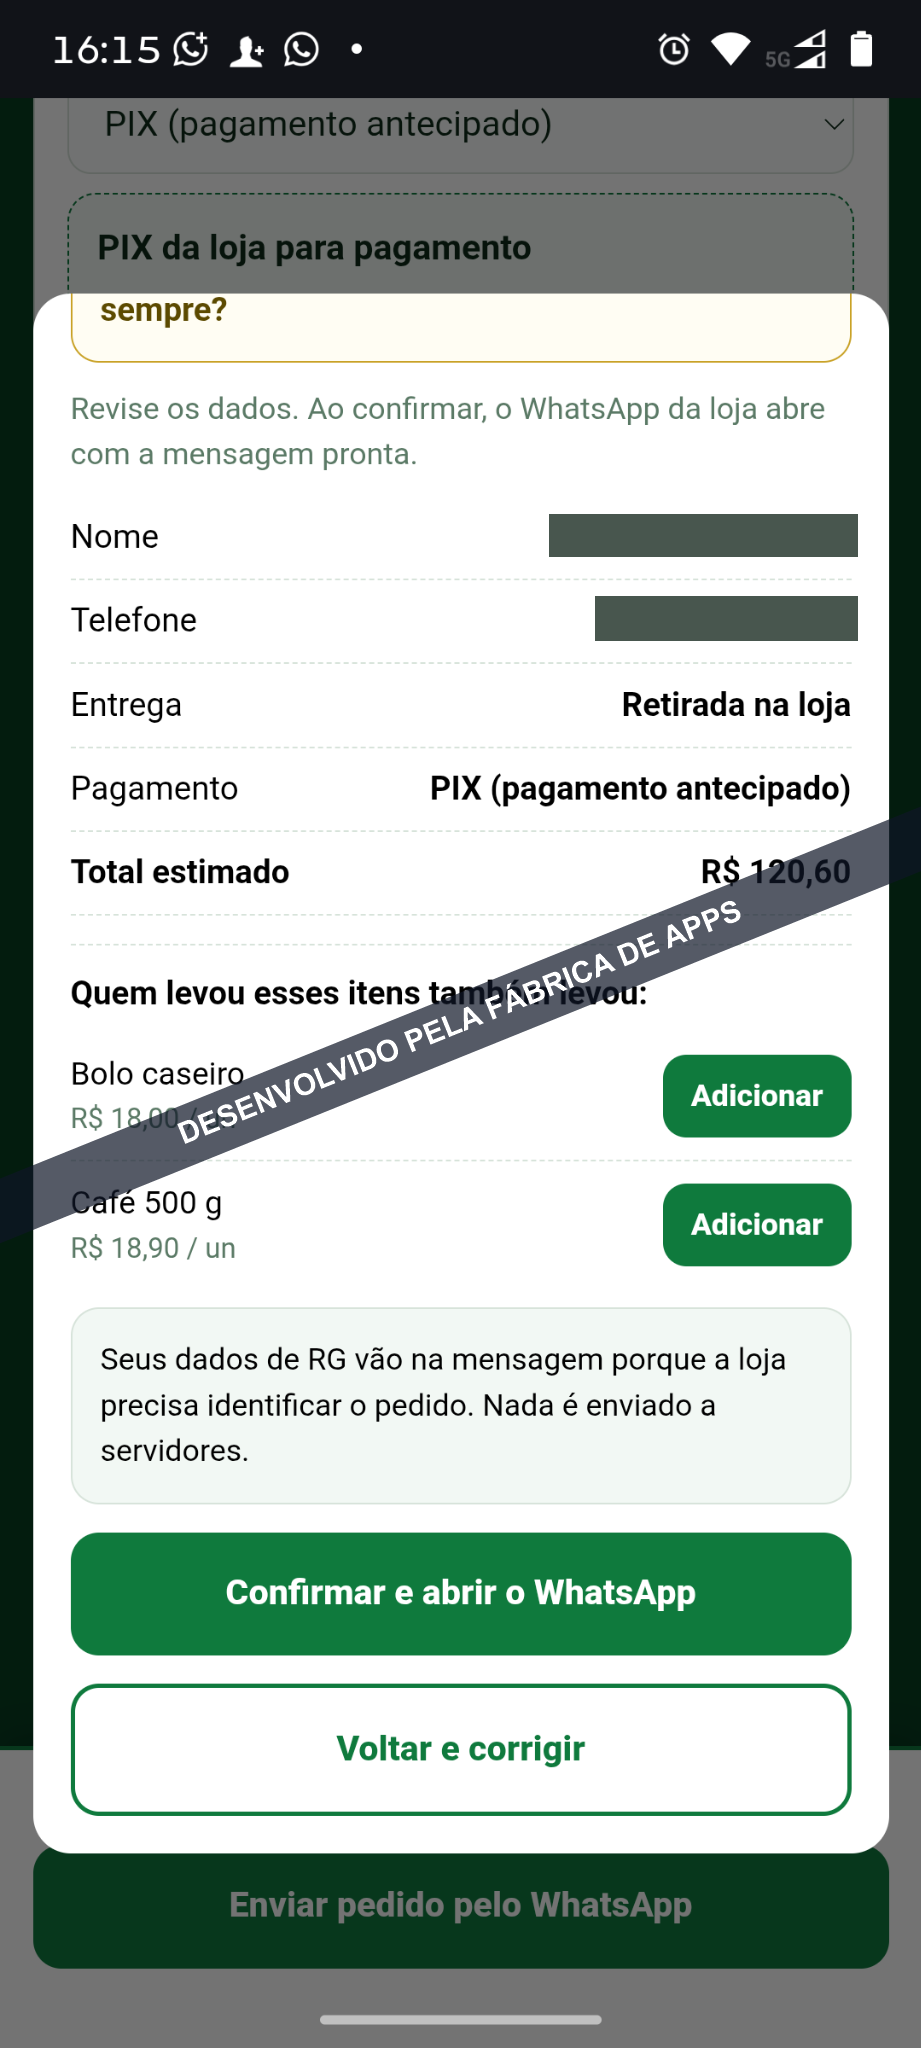 16:15
5G
PIX (pagamento antecipado)
PIX da loja para pagamento
sempre?
Revise os dados. Ao confirmar, o WhatsApp da loja abre
com a mensagem pronta.
Nome
Telefone
Entrega
Retirada na loja
Pagamento
PIX (pagamento antecipado)
Total estimado
R$ 120,60
Quem levou esses itens também levou:
DESENVOLVIDO PELA FÁBRICA DE APPS
Bolo caseiro
R$ 18,00 / un
Adicionar
Café 500 g
R$ 18,90 / un
Adicionar
Seus dados de RG vão na mensagem porque a loja
precisa identificar o pedido. Nada é enviado a
servidores.
Confirmar e abrir o WhatsApp
Voltar e corrigir
Enviar pedido pelo WhatsApp